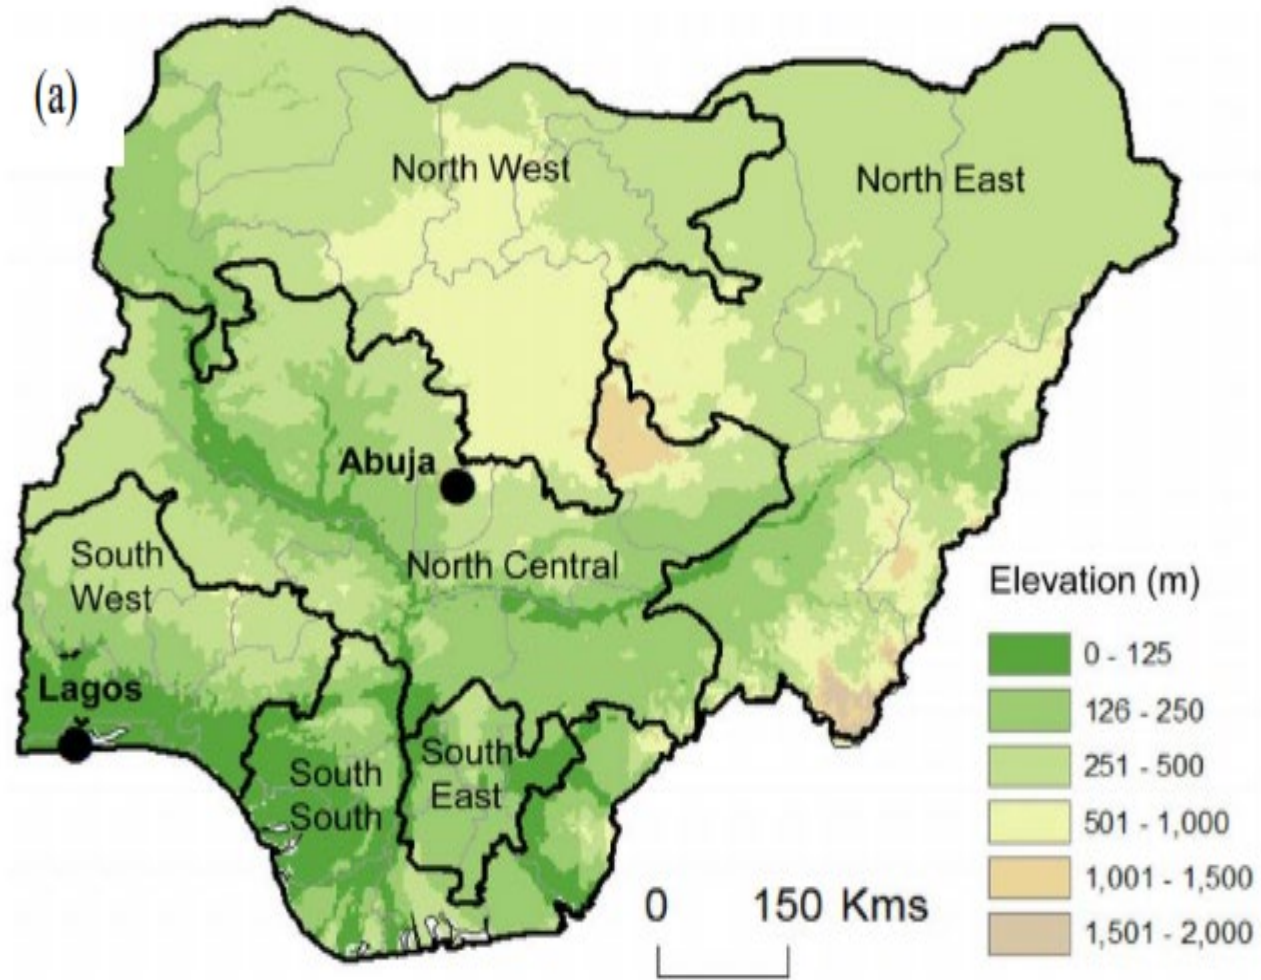 (a)
North West
North East
Abuja
North Central
South
West
Lagos
South
South
South
East
Elevation (m)
0 - 125
126 - 250
251 - 500
501 - 1,000
1,001 - 1,500
1,501 - 2,000
0 150 Kms